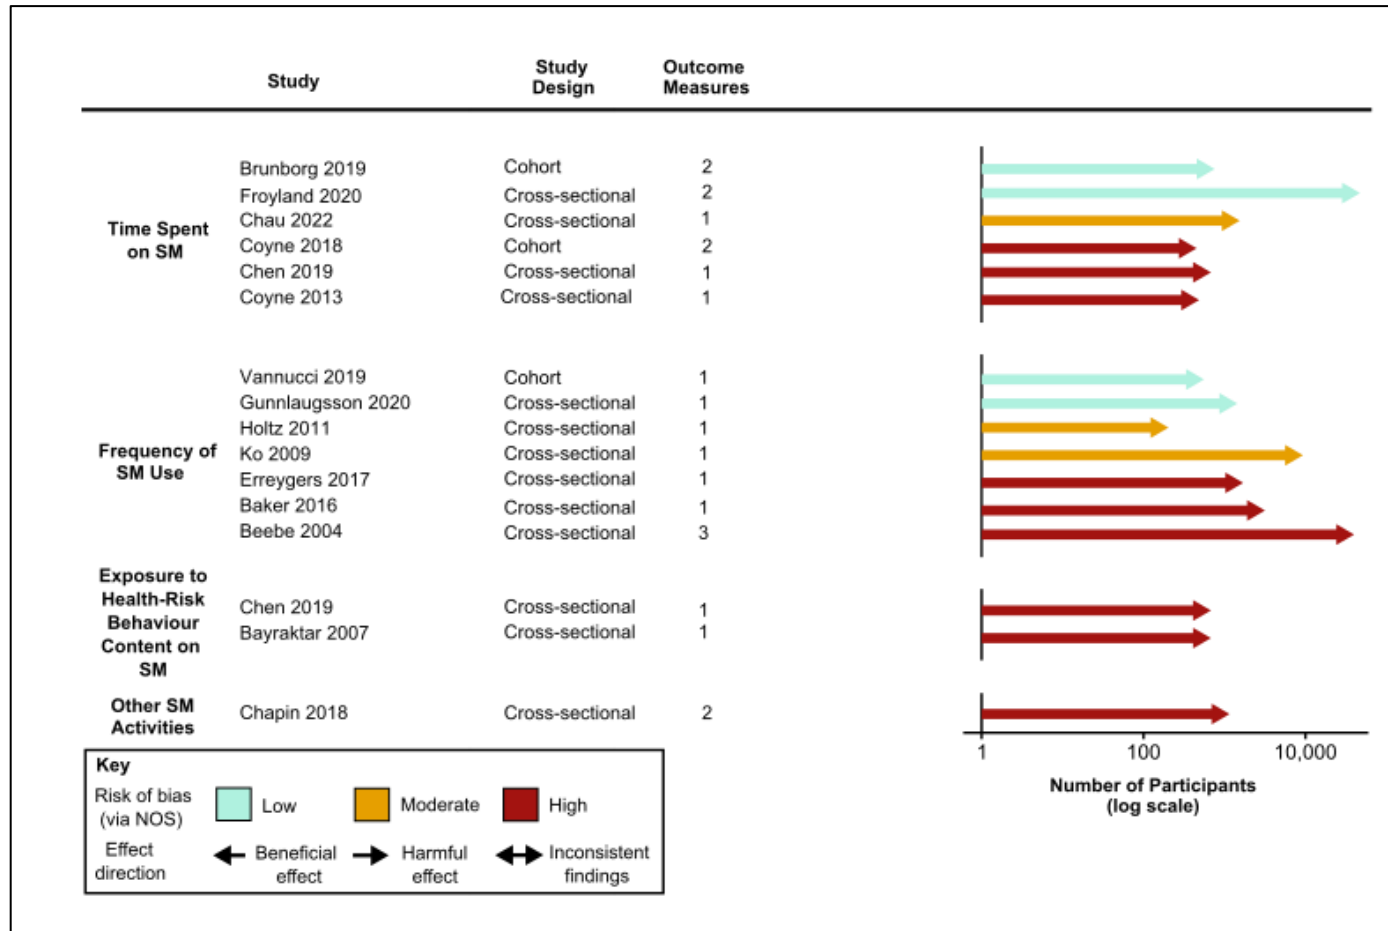 Study
Study Design
Outcome Measures
Time Spent on SM
Brunborg 2019 Cohort 2
Froyland 2020 Cross-sectional 2
Chau 2022 Cross-sectional 1
Coyne 2018 Cohort 2
Chen 2019 Cross-sectional 1
Coyne 2013 Cross-sectional 1
Frequency of SM Use
Vannucci 2019 Cohort 1
Gunnlaugsson 2020 Cross-sectional 1
Holtz 2011 Cross-sectional 1
Ko 2009 Cross-sectional 1
Erreygers 2017 Cross-sectional 1
Baker 2016 Cross-sectional 1
Beebe 2004 Cross-sectional 3
Exposure to
Health-Risk
Behaviour
Content on
SM
Chen 2019 Cross-sectional 1
Bayraktar 2007 Cross-sectional 1
Other SM
Activities
Chapin 2018 Cross-sectional 2
1 100 10,000
Number of Participants
(log scale)
Key
Risk of bias
(via NOS)
Low Moderate High
Effect
direction
Beneficial
effect
Harmful
effect
Inconsistent
findings